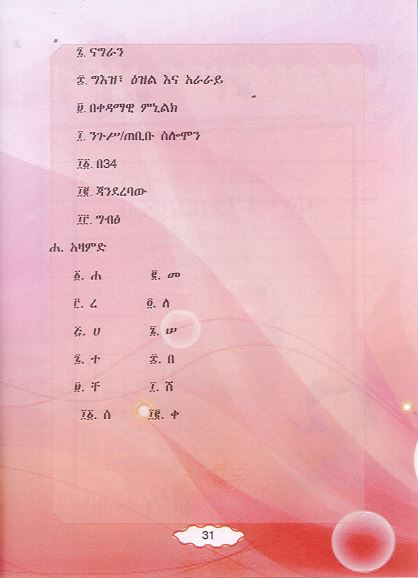 ፯. ናግራን
፰. ግእዝ፣ ዕዝል እና አራራይ
፱. በቀዳማዊ ምኒልክ
፲. ንጉሥ/ጠቢቡ ሰሎሞን
፲፩. በ34
፲፪. ጃንደረባው
፲፫. ግብፅ
ሐ. አዛምድ
፩. ሐ ፪. መ
፫. ረ ፬. ለ
፭. ሀ ፮. ሠ
፯. ተ ፰. በ
፱. ቸ ፲. ሸ
፲፩. ሰ ፲፪. ቀ
31